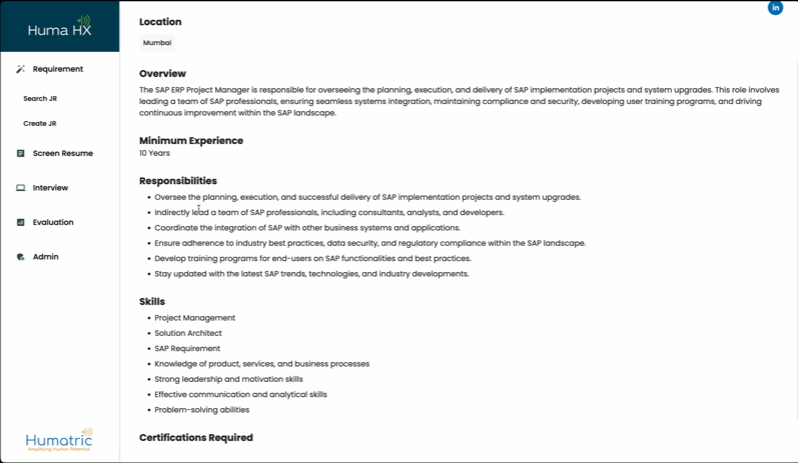 Huma HX
Requirement
Search JR
Create JR
Screen Resume
Interview
Evaluation
Admin
Humatric
Amplifying Human Potential
in
Location
Mumbai
Overview
The SAP ERP Project Manager is responsible for overseeing the planning, execution, and delivery of SAP implementation projects and system upgrades. This role involves
leading a team of SAP professionals, ensuring seamless systems integration, maintaining compliance and security, developing user training programs, and driving
continuous improvement within the SAP landscape.
Minimum Experience
10 Years
Responsibilities
• Oversee the planning, execution, and successful delivery of SAP implementation projects and system upgrades.
• Indirectly lead a team of SAP professionals, including consultants, analysts, and developers.
• Coordinate the integration of SAP with other business systems and applications.
• Ensure adherence to industry best practices, data security, and regulatory compliance within the SAP landscape.
• Develop training programs for end-users on SAP functionalities and best practices.
• Stay updated with the latest SAP trends, technologies, and industry developments.
Skills
• Project Management
• Solution Architect
• SAP Requirement
• Knowledge of product, services, and business processes
• Strong leadership and motivation skills
• Effective communication and analytical skills
• Problem-solving abilities
Certifications Required